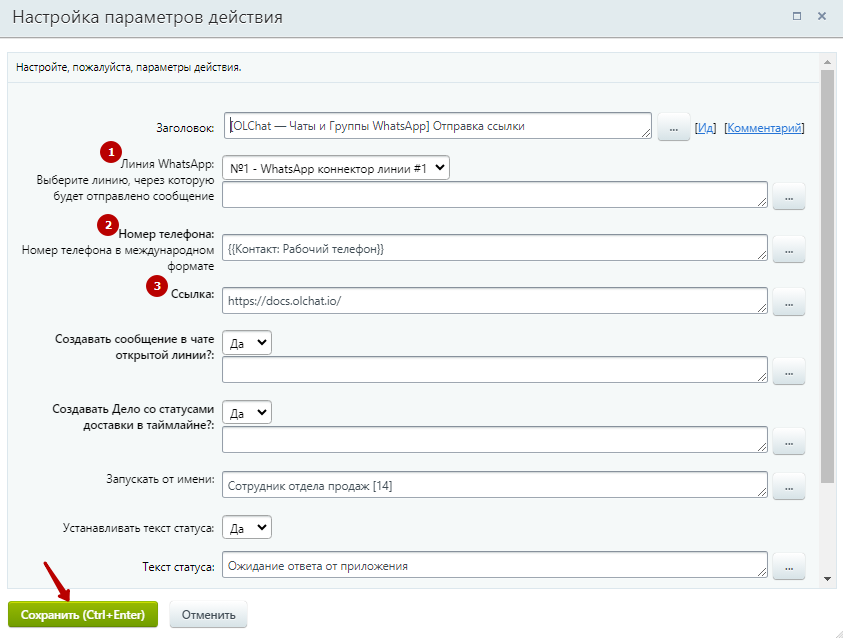 Настройка параметров действия
Настройте, пожалуйста, параметры действия.
Заголовок: [OLChat — Чаты и Группы WhatsApp] Отправка ссылки ... [Ид] [Комментарий]
1
Линия WhatsApp: №1 - WhatsApp коннектор линии #1
Выберите линию, через которую
будет отправлено сообщение ...
2
Номер телефона:
Номер телефона в международном {{Контакт: Рабочий телефон}} ...
формате
3
Ссылка: https://docs.olchat.io/ ...
Создавать сообщение в чате Да
открытой линии?:
...
Создавать Дело со статусами Да
доставки в таймлайне?:
...
Запускать от имени: Сотрудник отдела продаж [14] ...
Устанавливать текст статуса: Да
Текст статуса: Ожидание ответа от приложения ...
Сохранить (Ctrl+Enter) Отменить